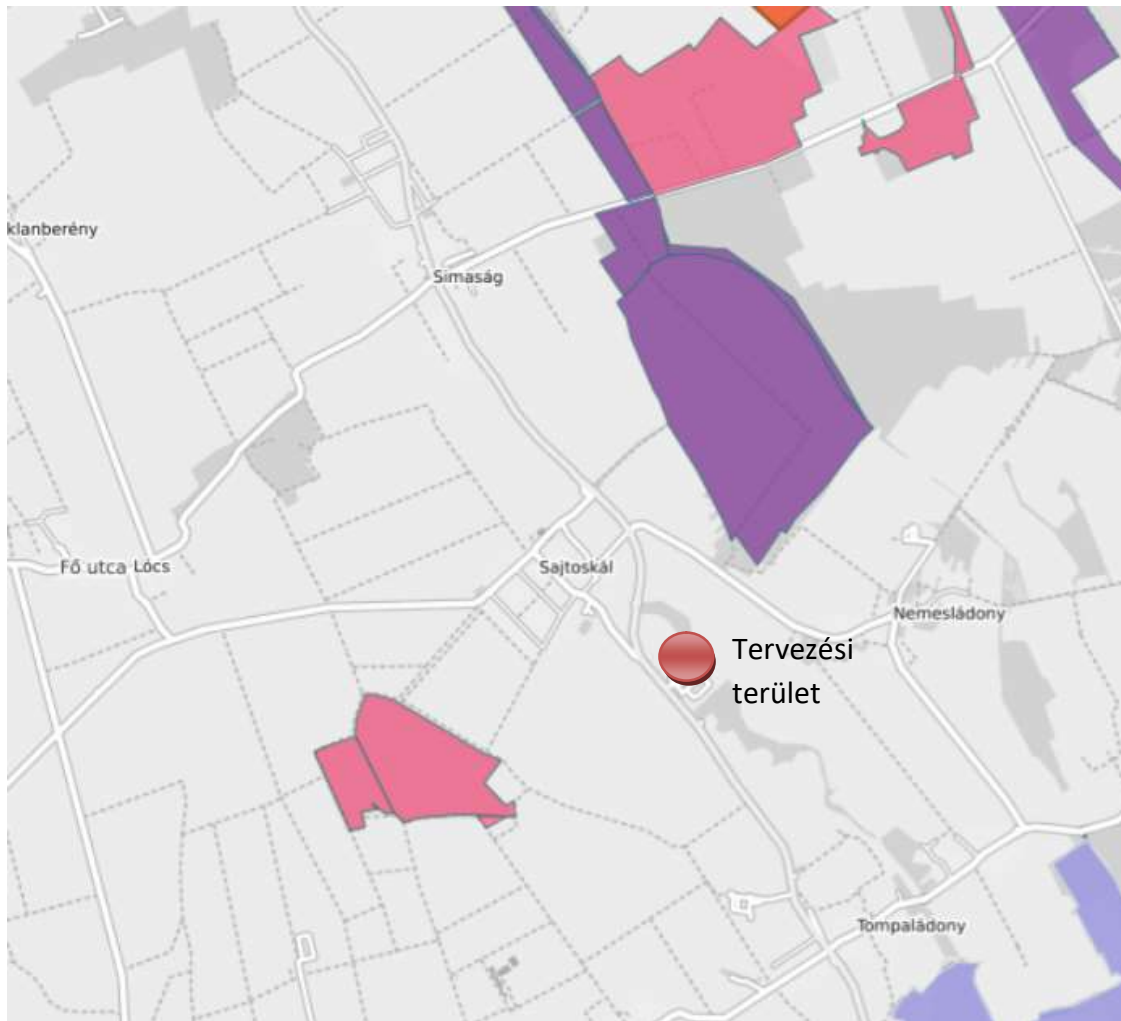 klanberény
Simaság
Fő utca Lócs
Sajtoskál
Nemesládony
Tervezési
terület
Tompaládony